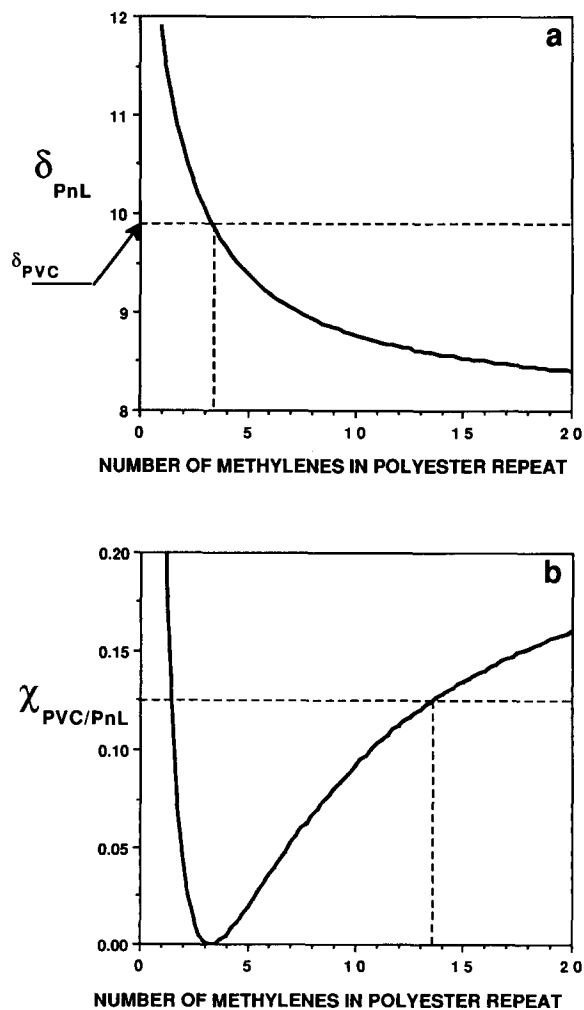 a
12
11
10
9
8
δ PnL
δ PVC
0 5 10 15 20
NUMBER OF METHYLENES IN POLYESTER REPEAT
b
0.20
0.15
0.10
0.05
0.00
χ PVC/PnL
0 5 10 15 20
NUMBER OF METHYLENES IN POLYESTER REPEAT